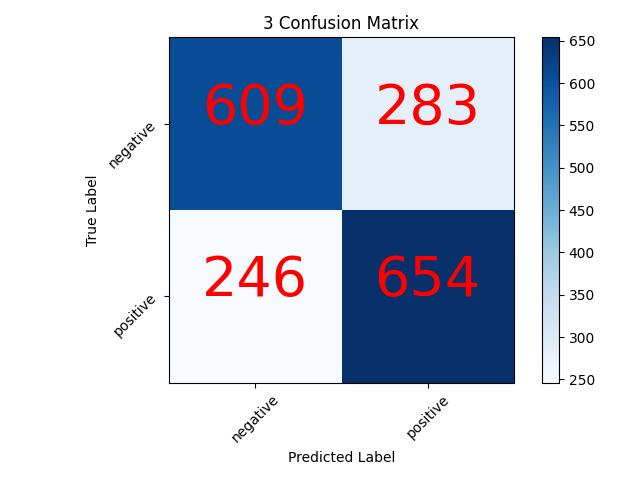 3 Confusion Matrix
609 283
246 654
True Label
negative
positive
negative positive
Predicted Label
650
600
550
500
450
400
350
300
250